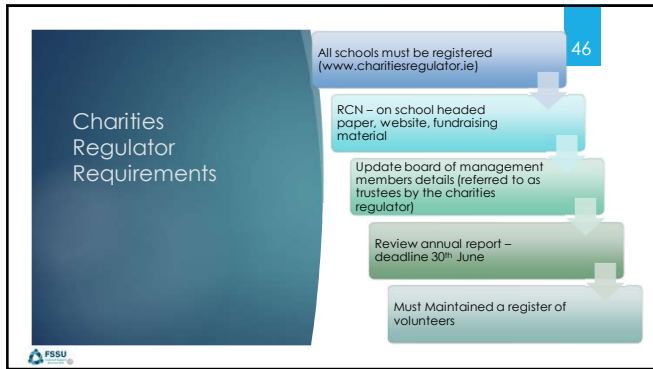 46
Charities
Regulator
Requirements
All schools must be registered
(www.charitiesregulator.ie)
RCN – on school headed
paper, website, fundraising
material
Update board of management
members details (referred to as
trustees by the charities
regulator)
Review annual report –
deadline 30th June
Must Maintained a register of
volunteers
FSSU